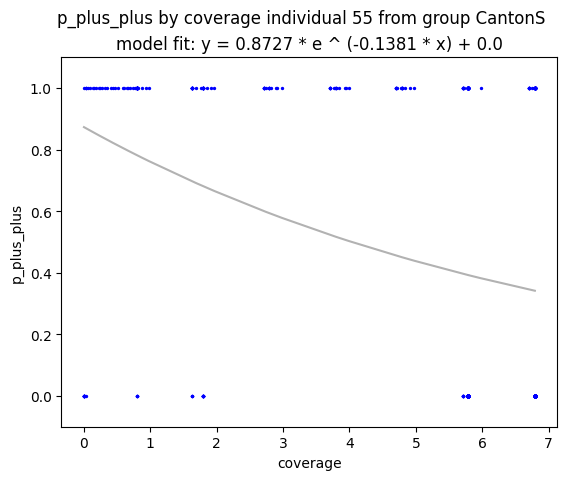 p_plus_plus by coverage individual 55 from group CantonS
model fit: y = 0.8727 * e ^ (-0.1381 * x) + 0.0
1.0
0.8
0.6
0.4
0.2
0.0
p_plus_plus
0 1 2 3 4 5 6 7
coverage